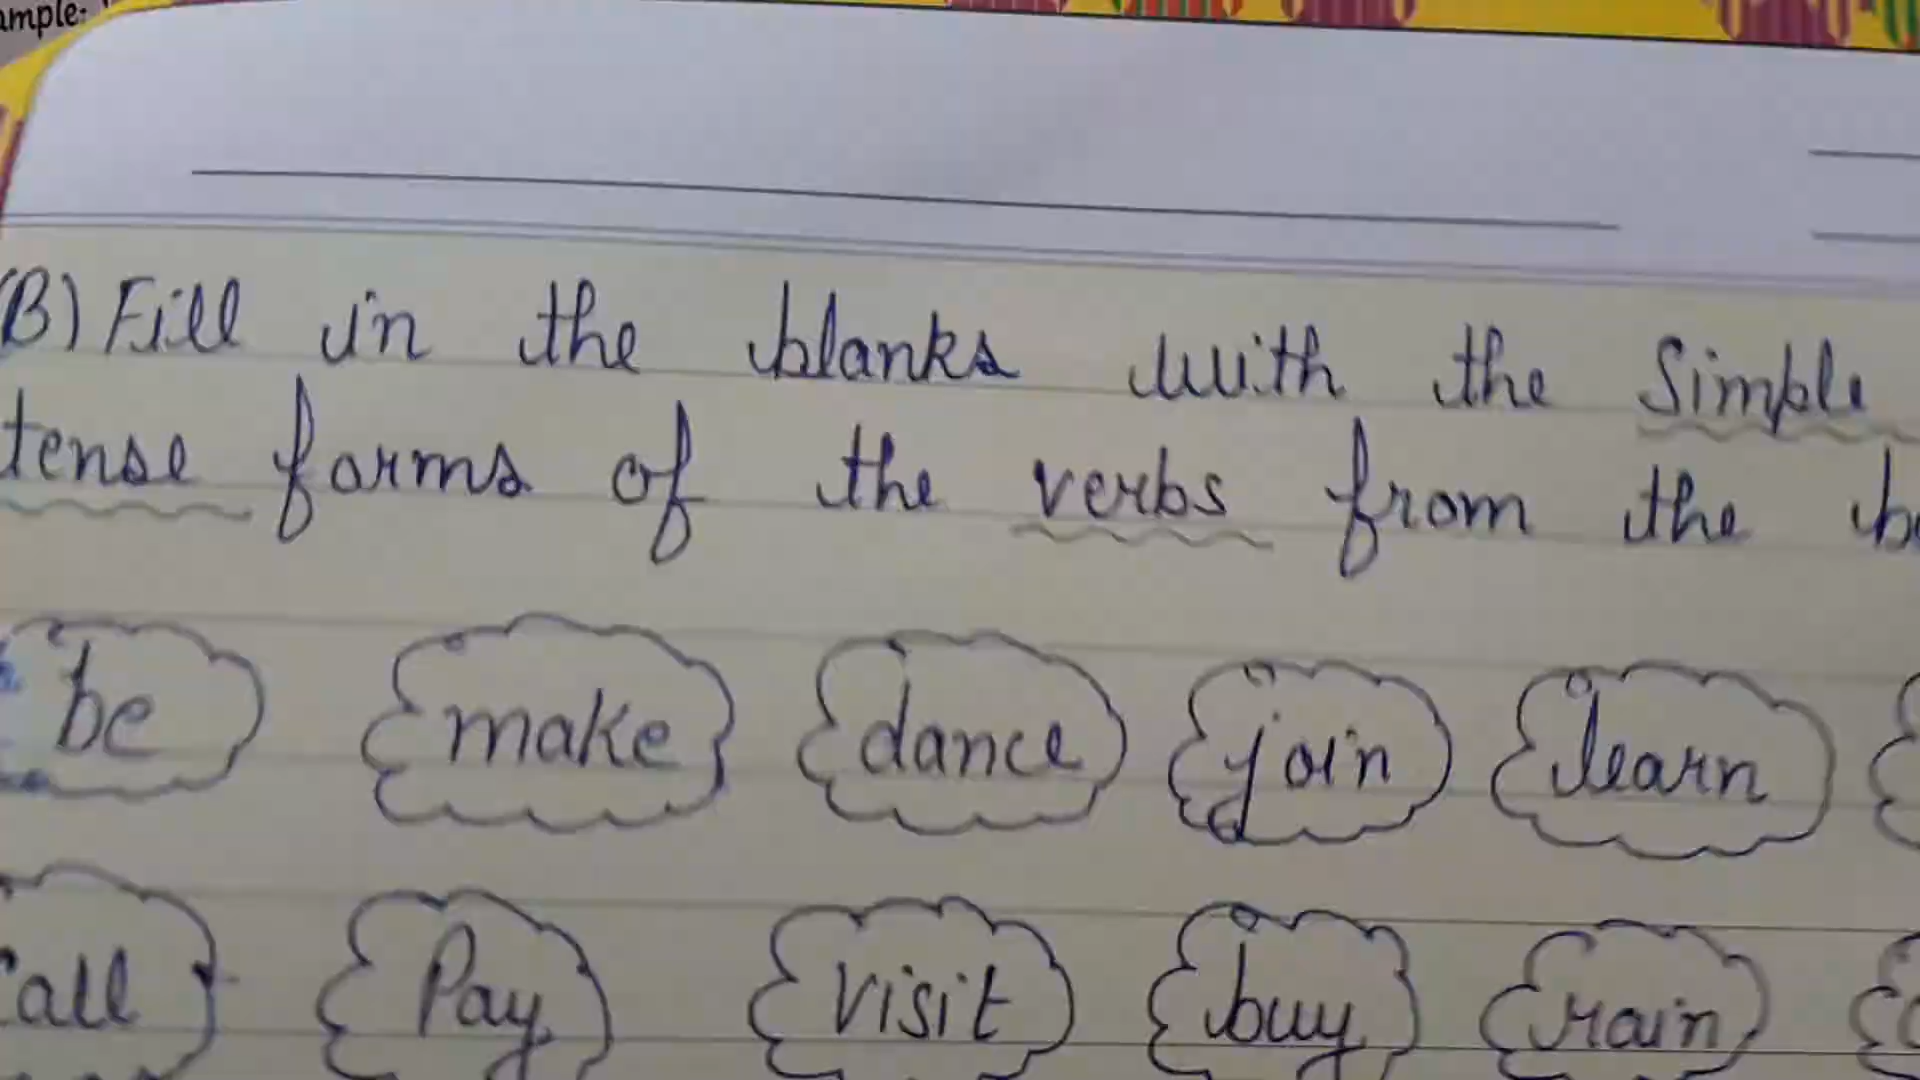 (B) Fill in the blanks with the Simple
tense forms of the verbs from the
be make dance join learn
Pay visit buy rain